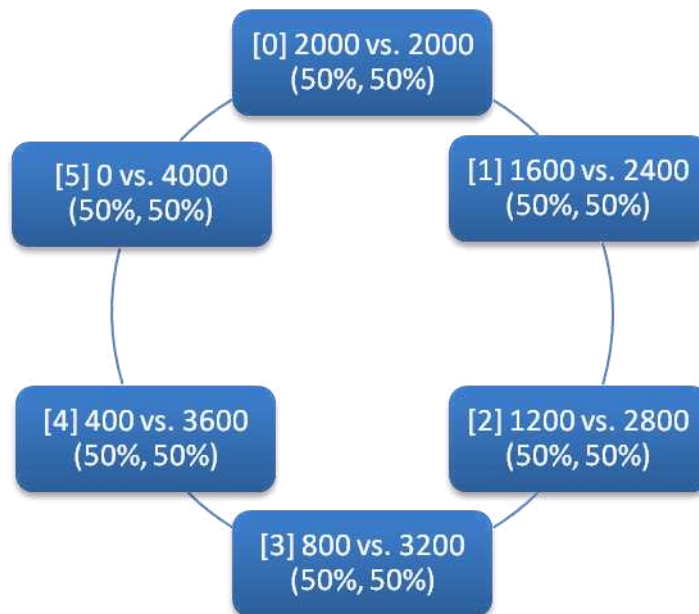 [0] 2000 vs. 2000
(50%, 50%)
[1] 1600 vs. 2400
(50%, 50%)
[2] 1200 vs. 2800
(50%, 50%)
[3] 800 vs. 3200
(50%, 50%)
[4] 400 vs. 3600
(50%, 50%)
[5] 0 vs. 4000
(50%, 50%)